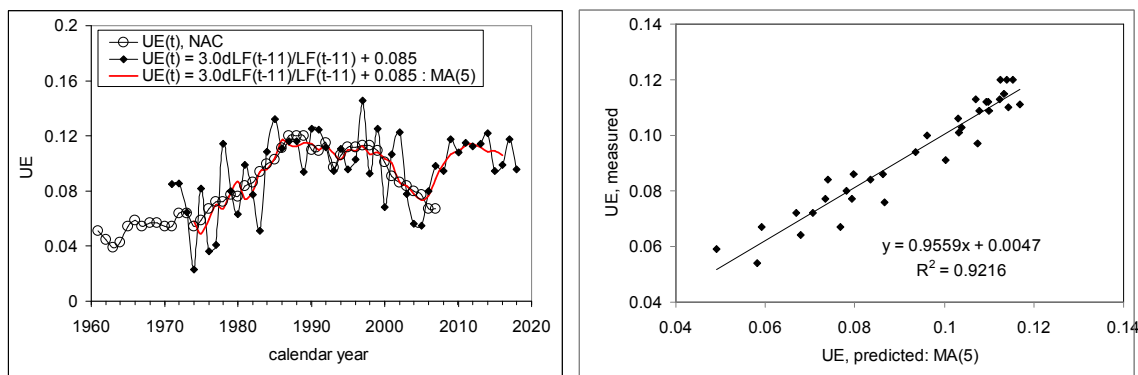 0.2
0.16
0.12
0.08
0.04
0
UE
UE(t), NAC
UE(t) = 3.0dLF(t-11)/LF(t-11) + 0.085
UE(t) = 3.0dLF(t-11)/LF(t-11) + 0.085 : MA(5)
1960 1970 1980 1990 2000 2010 2020
calendar year
0.14
0.12
0.10
0.08
0.06
0.04
UE, measured
y = 0.9559x + 0.0047
R² = 0.9216
0.04 0.06 0.08 0.10 0.12 0.14
UE, predicted: MA(5)